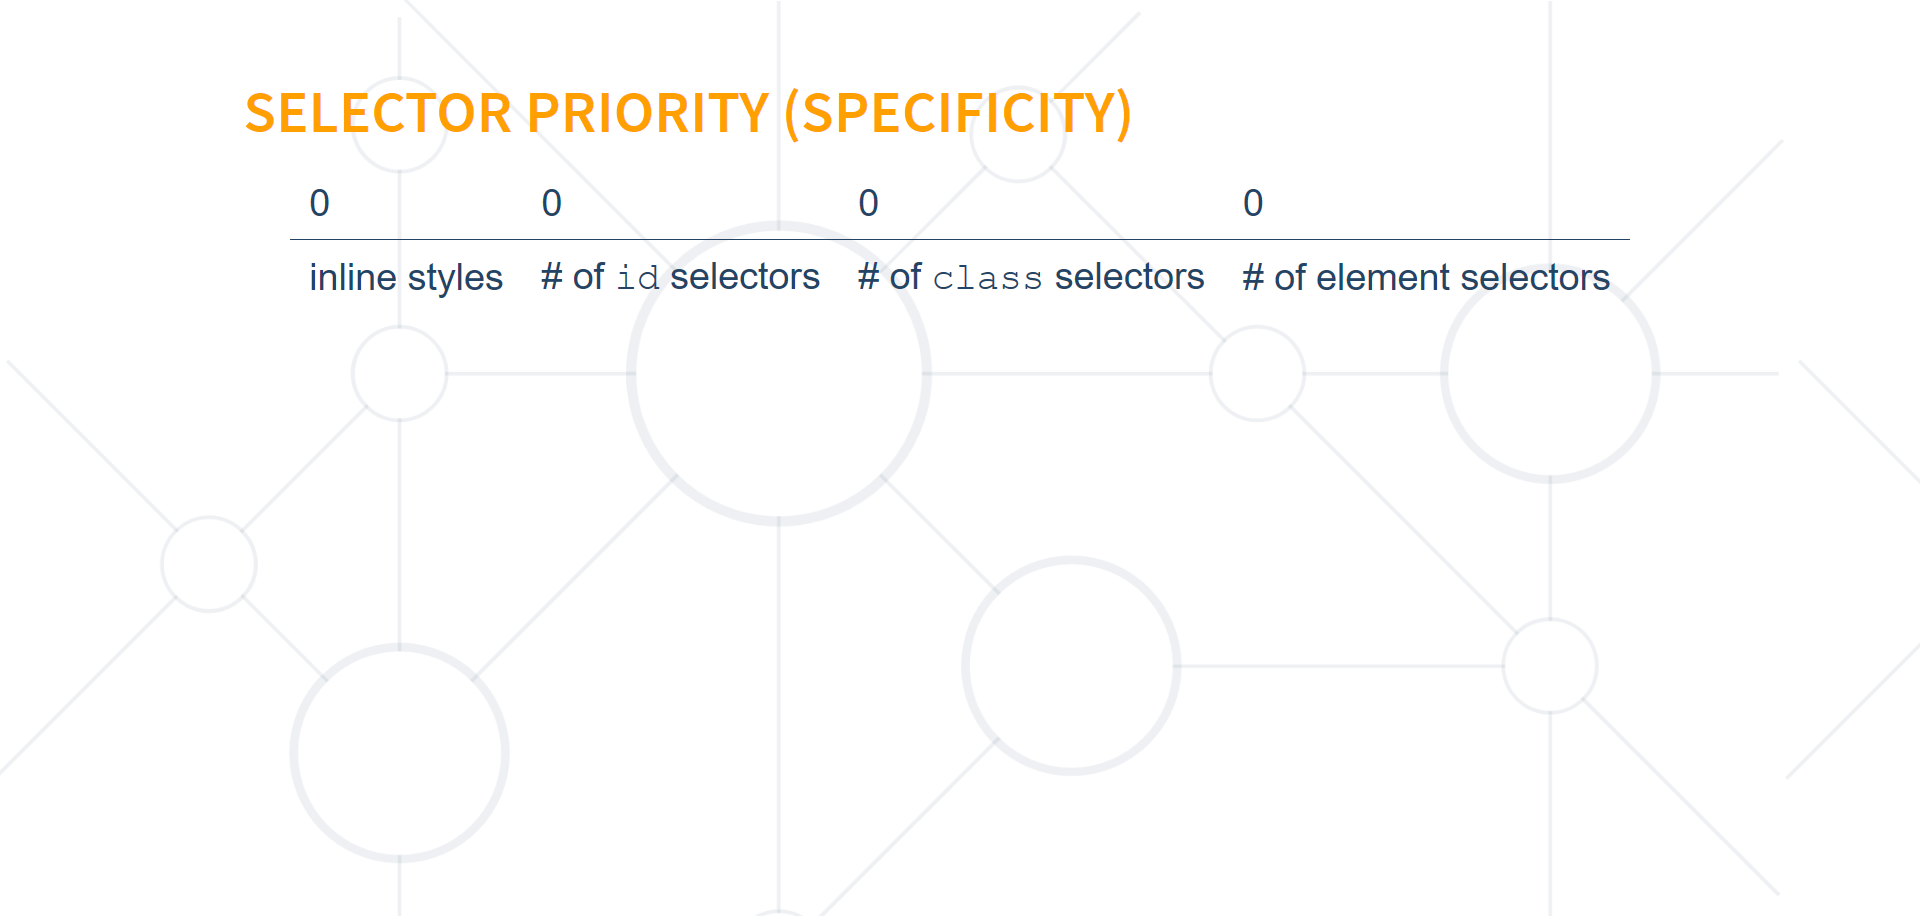 SELECTOR PRIORITY (SPECIFICITY)
0 0 0 0
inline styles # of id selectors # of class selectors # of element selectors